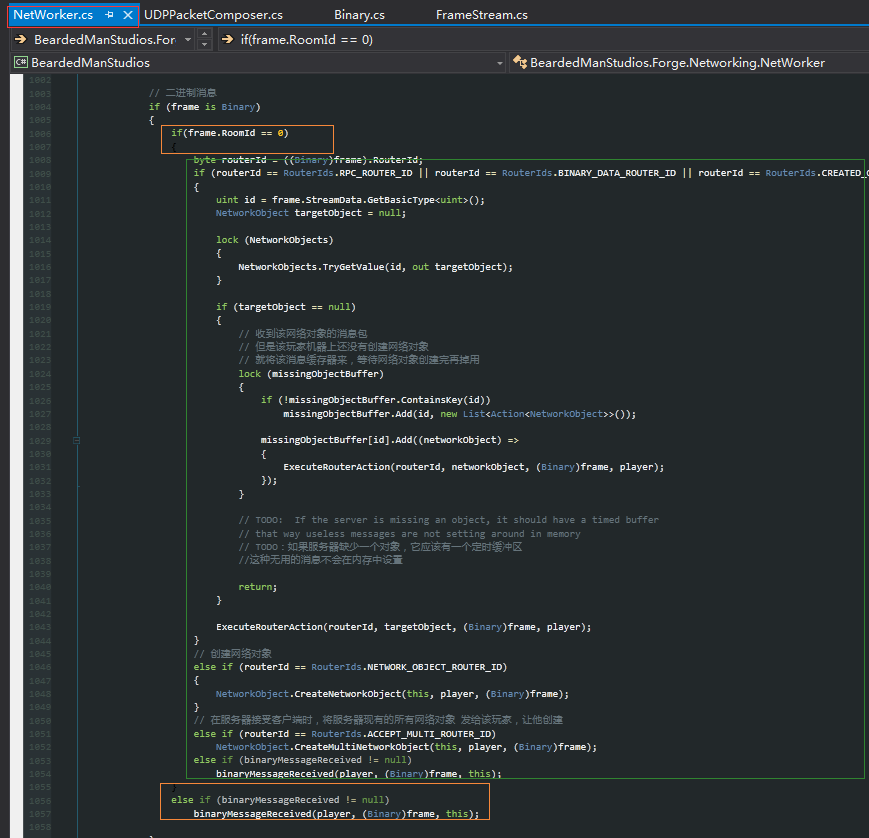 NetWorker.cs UDPPacketComposer.cs Binary.cs FrameStream.cs
BeardedManStudios.For if(frame.RoomId == 0)
C# BeardedManStudios BeardedManStudios.Forge.Networking.NetWorker
1002
1003 // 二进制消息
1004 if (frame is Binary)
1005 {
1006 if(frame.RoomId == 0)
1007 {
1008 byte routerId = ((Binary)frame).RouterId;
1009 if (routerId == RouterIds.RPC_ROUTER_ID || routerId == RouterIds.BINARY_DATA_ROUTER_ID || routerId == RouterIds.CREATED_
1010 {
1011 uint id = frame.StreamData.GetBasicType<uint>();
1012 NetworkObject targetObject = null;
1013
1014 lock (NetworkObjects)
1015 {
1016 NetworkObjects.TryGetValue(id, out targetObject);
1017 }
1018
1019 if (targetObject == null)
1020 {
1021 // 收到该网络对象的消息包
1022 // 但是该玩家机器上还没有创建网络对象
1023 // 就将该消息缓存器来，等待网络对象创建完再掉用
1024 lock (missingObjectBuffer)
1025 {
1026 if (!missingObjectBuffer.ContainsKey(id))
1027 missingObjectBuffer.Add(id, new List<Action<NetworkObject>>());
1028
1029 missingObjectBuffer[id].Add((networkObject) =>
1030 {
1031 ExecuteRouterAction(routerId, networkObject, (Binary)frame, player);
1032 });
1033 }
1034
1035 // TODO: If the server is missing an object, it should have a timed buffer
1036 // that way useless messages are not setting around in memory
1037 // TODO：如果服务器缺少一个对象，它应该有一个定时缓冲区
1038 //这种无用的消息不会在内存中设置
1039
1040 return;
1041 }
1042
1043 ExecuteRouterAction(routerId, targetObject, (Binary)frame, player);
1044 }
1045 // 创建网络对象
1046 else if (routerId == RouterIds.NETWORK_OBJECT_ROUTER_ID)
1047 {
1048 NetworkObject.CreateNetworkObject(this, player, (Binary)frame);
1049 }
1050 // 在服务器接受客户端时，将服务器现有的所有网络对象 发给该玩家，让他创建
1051 else if (routerId == RouterIds.ACCEPT_MULTI_ROUTER_ID)
1052 NetworkObject.CreateMultiNetworkObject(this, player, (Binary)frame);
1053 else if (binaryMessageReceived != null)
1054 binaryMessageReceived(player, (Binary)frame, this);
1055 }
1056 else if (binaryMessageReceived != null)
1057 binaryMessageReceived(player, (Binary)frame, this);
1058